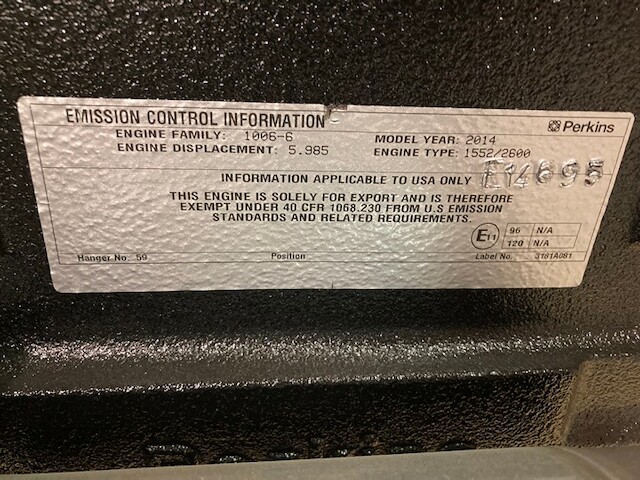 EMISSION CONTROL INFORMATION
Perkins
ENGINE FAMILY: 1006-6 MODEL YEAR: 2014
ENGINE DISPLACEMENT: 5.985 ENGINE TYPE: 1552/2600
INFORMATION APPLICABLE TO USA ONLY
THIS ENGINE IS SOLELY FOR EXPORT AND IS THEREFORE
EXEMPT UNDER 40 CFR 1068.230 FROM U.S EMISSION
STANDARDS AND RELATED REQUIREMENTS.
E11 96 N/A
120 N/A
Hanger No. 59 Position Label No. 3181A081